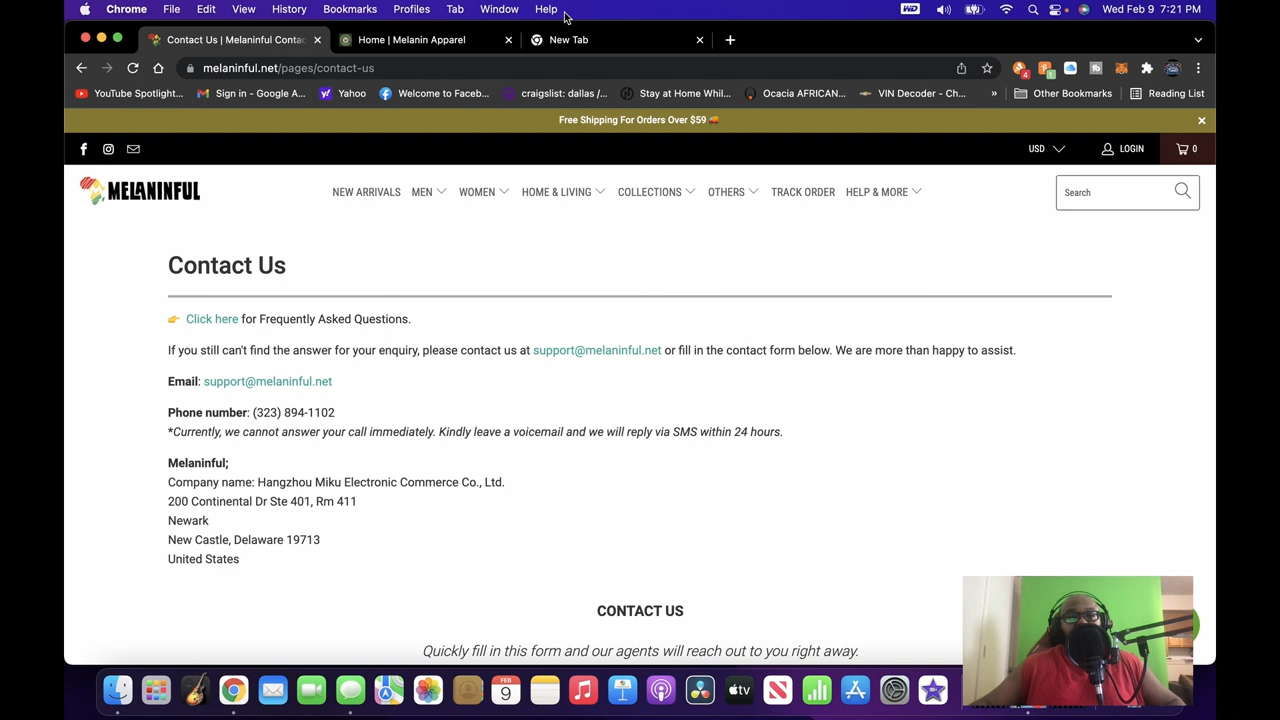 Chrome File Edit View History Bookmarks Profiles Tab Window Help WD Wed Feb 9 7:21 PM
Contact Us | Melaninful Contac Home | Melanin Apparel New Tab
melaninful.net/pages/contact-us
YouTube Spotlight... Sign in - Google A... Yahoo Welcome to Faceb... craigslist: dallas /... Stay at Home Whil... Ocacia AFRICAN... VIN Decoder - Ch... » Other Bookmarks Reading List
Free Shipping For Orders Over $59
USD LOGIN 0
MELANINFUL NEW ARRIVALS MEN WOMEN HOME & LIVING COLLECTIONS OTHERS TRACK ORDER HELP & MORE Search
Contact Us
Click here for Frequently Asked Questions.
If you still can't find the answer for your enquiry, please contact us at support@melaninful.net or fill in the contact form below. We are more than happy to assist.
Email: support@melaninful.net
Phone number: (323) 894-1102
*Currently, we cannot answer your call immediately. Kindly leave a voicemail and we will reply via SMS within 24 hours.
Melaninful;
Company name: Hangzhou Miku Electronic Commerce Co., Ltd.
200 Continental Dr Ste 401, Rm 411
Newark
New Castle, Delaware 19713
United States
CONTACT US
Quickly fill in this form and our agents will reach out to you right away.
FEB
9
tv